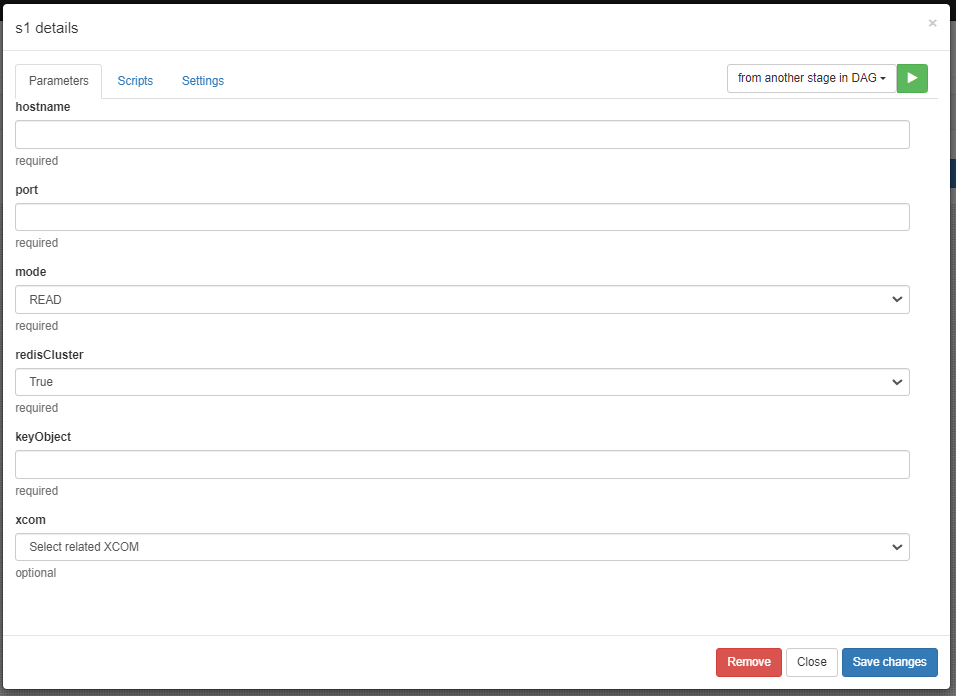 s1 details
×
Parameters Scripts Settings from another stage in DAG
hostname
required
port
required
mode
READ
required
redisCluster
True
required
keyObject
required
xcom
Select related XCOM
optional
Remove Close Save changes